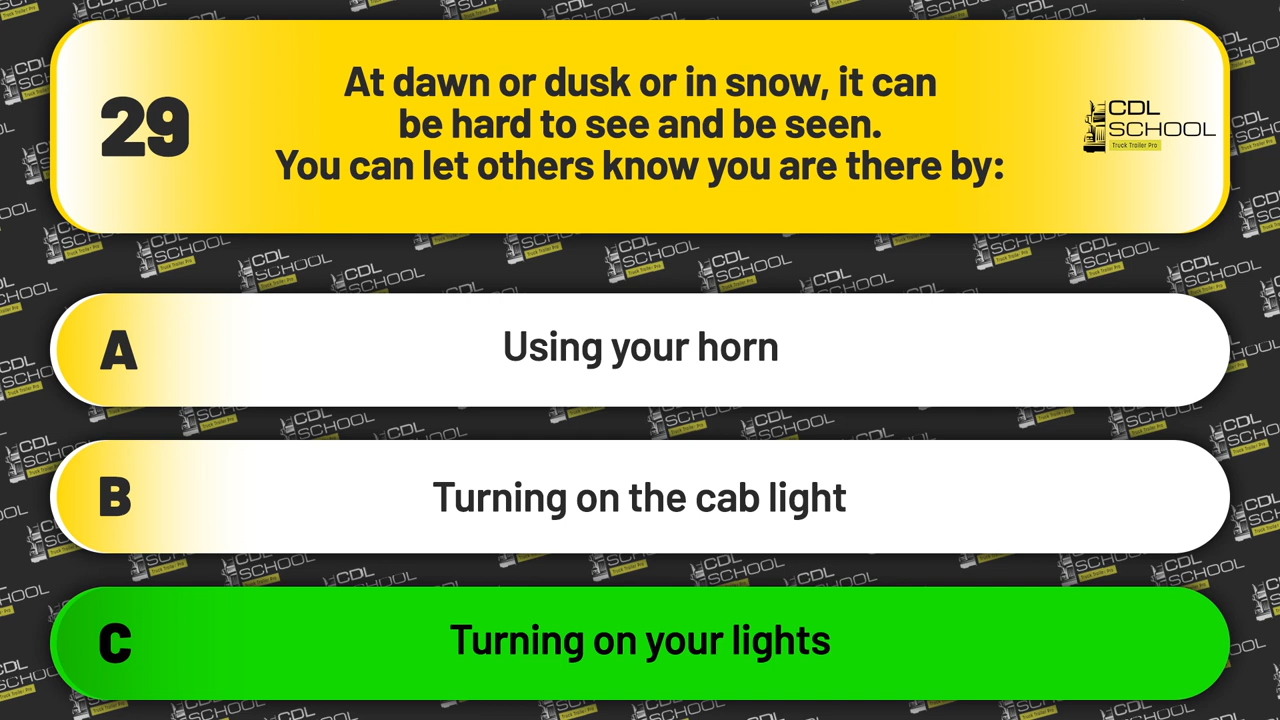 29
At dawn or dusk or in snow, it can
be hard to see and be seen.
You can let others know you are there by:
CDL
SCHOOL
Truck Trailer Pro
A
Using your horn
B
Turning on the cab light
C
Turning on your lights